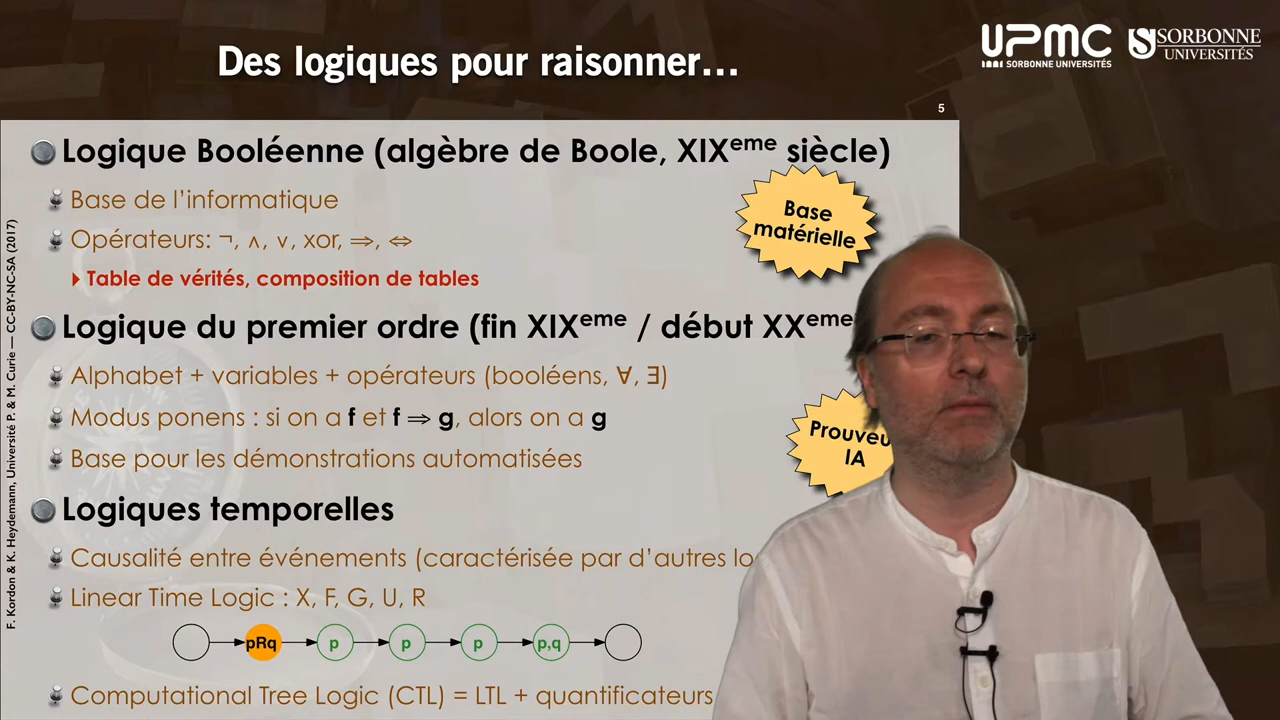 Des logiques pour raisonner...
UPMC
SORBONNE UNIVERSITÉS
SORBONNE
UNIVERSITÉS
5
Logique Booléenne (algèbre de Boole, XIXeme siècle)
Base de l'informatique
Opérateurs: ¬, ∧, ∨, xor, ⇒, ⇔
Table de vérités, composition de tables
Base
matérielle
Logique du premier ordre (fin XIXeme / début XXeme
Alphabet + variables + opérateurs (booléens, ∀, ∃)
Modus ponens : si on a f et f ⇒ g, alors on a g
Base pour les démonstrations automatisées
IA
Logiques temporelles
Causalité entre événements (caractérisée par d'autres
Linear Time Logic : X, F, G, U, R
pRq p p p p,q
Computational Tree Logic (CTL) = LTL + quantificateurs
F. Kordon & K. Heydemann, Université P. & M. Curie — CC-BY-NC-SA (2017)